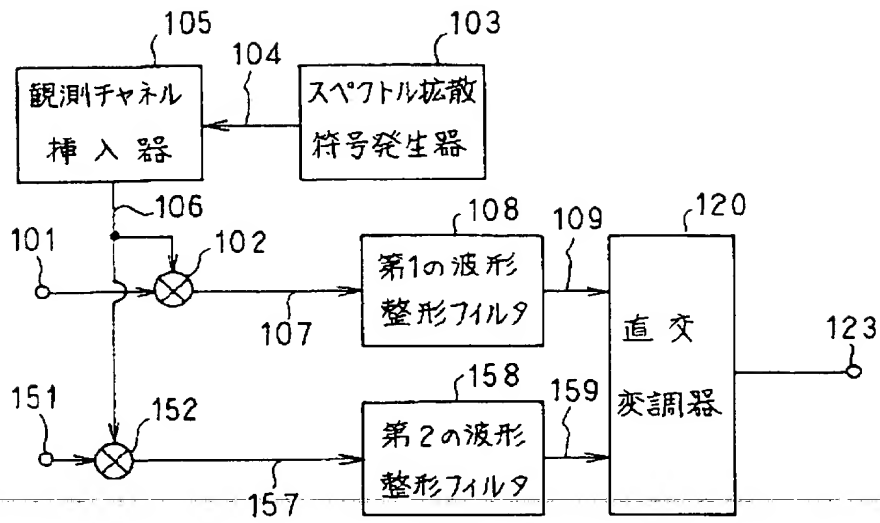 105
103
104
観測チャネル
挿入器
スペクトル拡散
符号発生器
106
101
102
107
108
第1の波形
整形フィルタ
109
120
直交
変調器
123
151
152
157
158
第2の波形
整形フィルタ
159